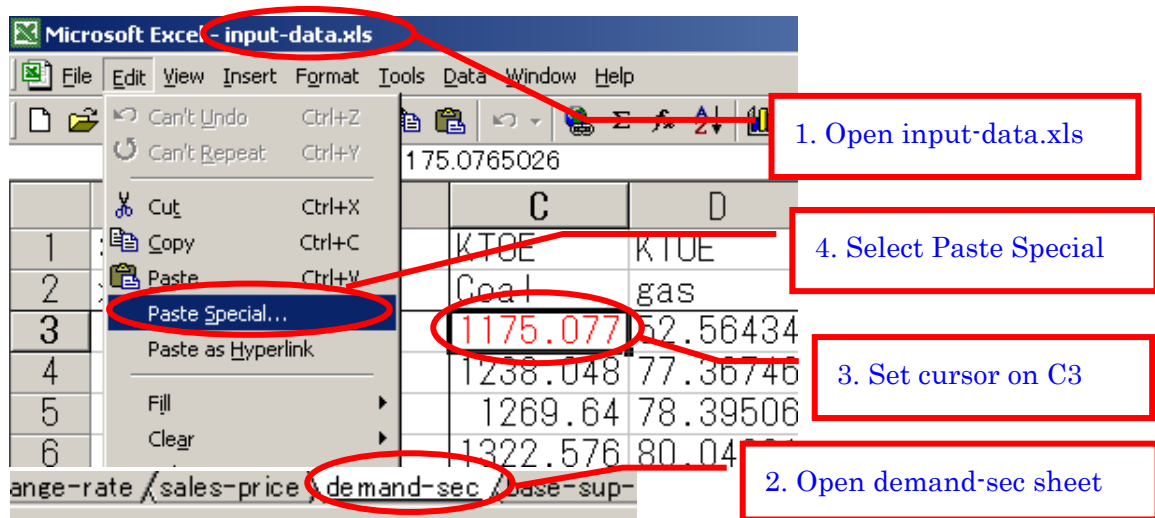 Microsoft Excel - input-data.xls
File Edit View Insert Format Tools Data Window Help
Can't Undo Ctrl+Z
Can't Repeat Ctrl+Y
175.0765026
Cut Ctrl+X
Copy Ctrl+C
Paste Ctrl+V
Paste Special...
Paste as Hyperlink
Fill
Clear
C D
1 KTOE KTOE
2 Coal gas
3 1175.077 52.56434
4 1238.048 77.36746
5 1269.64 78.39506
6 1322.576 80.04
ange-rate sales-price demand-sec base-sup-
1. Open input-data.xls
4. Select Paste Special
3. Set cursor on C3
2. Open demand-sec sheet